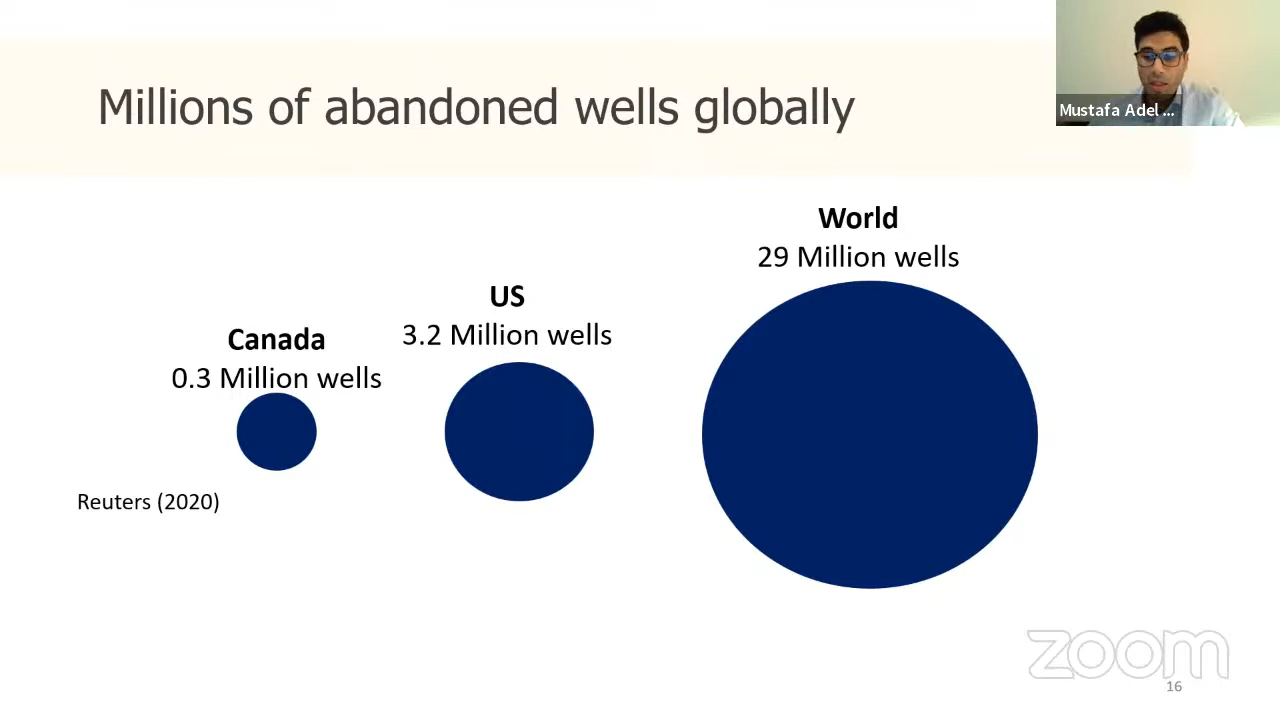 Millions of abandoned wells globally
Mustafa Adel ...
World
29 Million wells
US
3.2 Million wells
Canada
0.3 Million wells
Reuters (2020)
zoom
16